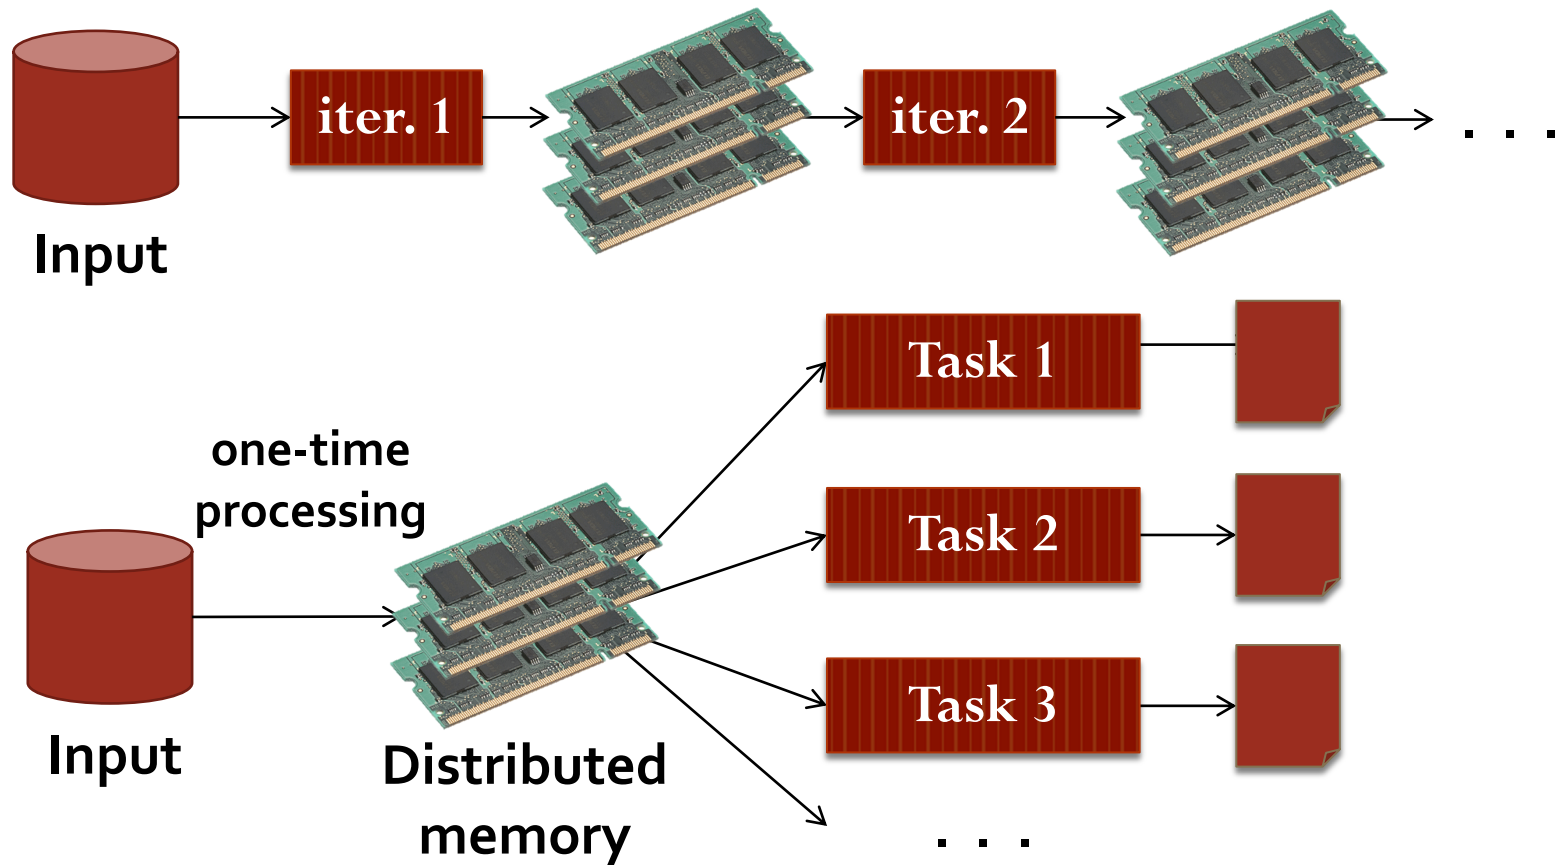 iter. 1
iter. 2
. . .
Input
Task 1
one-time
processing
Task 2
Task 3
Input
Distributed
memory
. . .